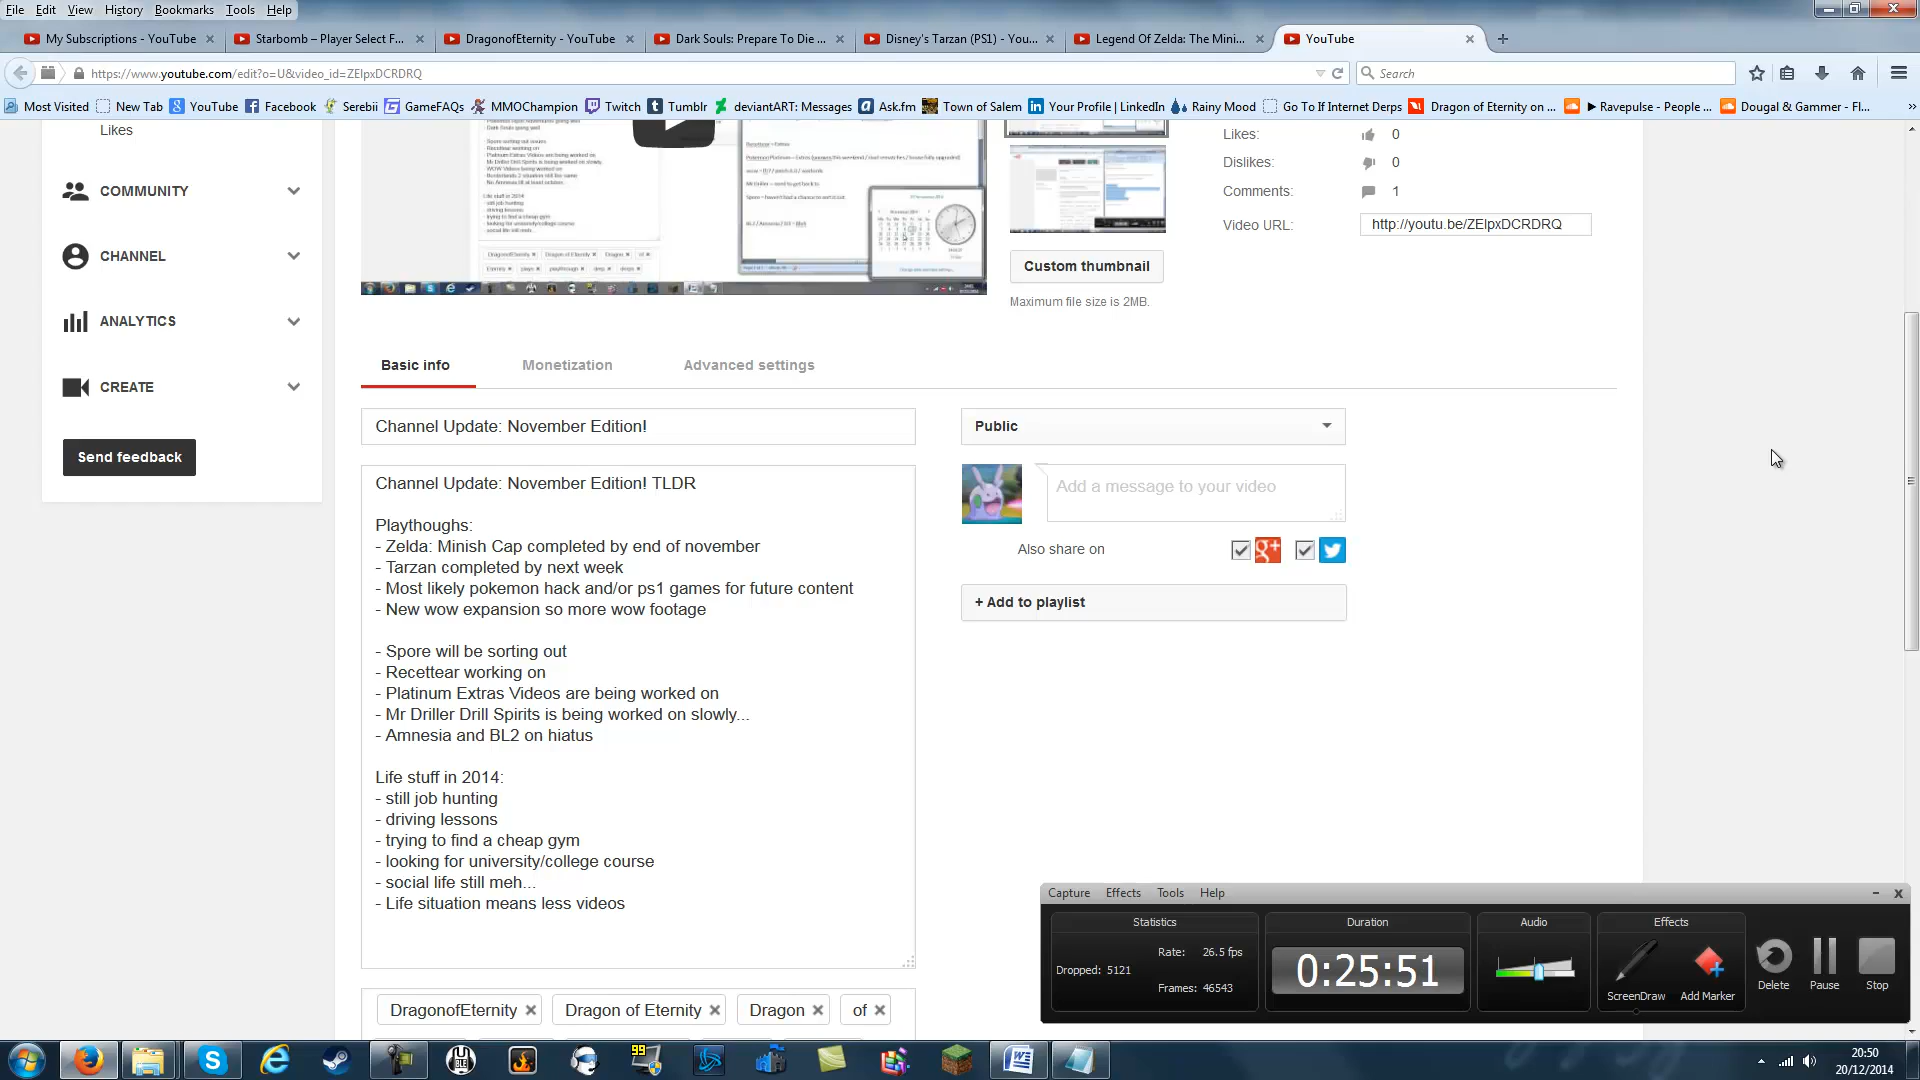 File Edit View History Bookmarks Tools Help
My Subscriptions - YouTube
Starbomb – Player Select F...
DragonofEternity - YouTube
Dark Souls: Prepare To Die ...
Disney's Tarzan (PS1) - You...
Legend Of Zelda: The Mini...
YouTube
https://www.youtube.com/edit?o=U&video_id=ZElpxDCRDRQ
Search
Most Visited New Tab YouTube Facebook Serebii GameFAQs MMOChampion Twitch Tumblr deviantART: Messages Ask.fm Town of Salem Your Profile | LinkedIn Rainy Mood Go To If Internet Derps Dragon of Eternity on ... ▶ Ravepulse - People ... Dougal & Gammer - Fl...
Likes
COMMUNITY
CHANNEL
ANALYTICS
CREATE
Send feedback
Likes: 0
Dislikes: 0
Comments: 1
Video URL: http://youtu.be/ZElpxDCRDRQ
Custom thumbnail
Maximum file size is 2MB.
Basic info Monetization Advanced settings
Channel Update: November Edition!
Channel Update: November Edition! TLDR
Playthoughs:
- Zelda: Minish Cap completed by end of november
- Tarzan completed by next week
- Most likely pokemon hack and/or ps1 games for future content
- New wow expansion so more wow footage
- Spore will be sorting out
- Recettear working on
- Platinum Extras Videos are being worked on
- Mr Driller Drill Spirits is being worked on slowly...
- Amnesia and BL2 on hiatus
Life stuff in 2014:
- still job hunting
- driving lessons
- trying to find a cheap gym
- looking for university/college course
- social life still meh...
- Life situation means less videos
DragonofEternity Dragon of Eternity Dragon of
Public
Add a message to your video
Also share on
+ Add to playlist
Capture Effects Tools Help
Statistics
Rate: 26.5 fps
Dropped: 5121
Frames: 46543
Duration
0:25:51
Audio
Effects
ScreenDraw Add Marker
Delete Pause Stop
99
20:50
20/12/2014